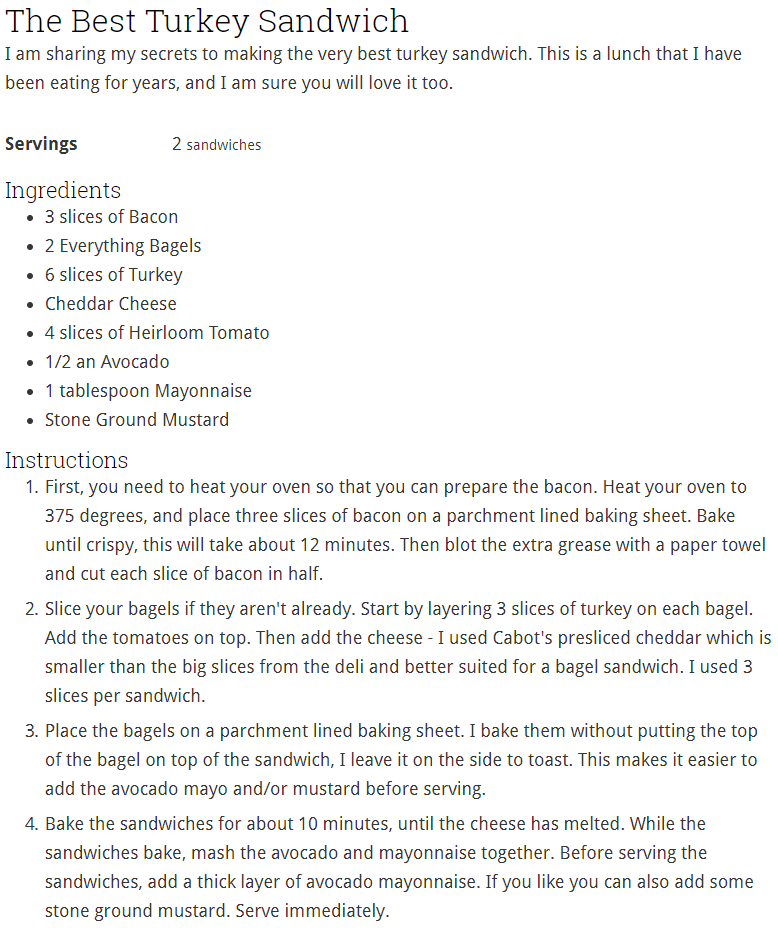 The Best Turkey Sandwich
I am sharing my secrets to making the very best turkey sandwich. This is a lunch that I have
been eating for years, and I am sure you will love it too.
Servings 2 sandwiches
Ingredients
• 3 slices of Bacon
• 2 Everything Bagels
• 6 slices of Turkey
• Cheddar Cheese
• 4 slices of Heirloom Tomato
• 1/2 an Avocado
• 1 tablespoon Mayonnaise
• Stone Ground Mustard
Instructions
1. First, you need to heat your oven so that you can prepare the bacon. Heat your oven to
375 degrees, and place three slices of bacon on a parchment lined baking sheet. Bake
until crispy, this will take about 12 minutes. Then blot the extra grease with a paper towel
and cut each slice of bacon in half.
2. Slice your bagels if they aren't already. Start by layering 3 slices of turkey on each bagel.
Add the tomatoes on top. Then add the cheese - I used Cabot's presliced cheddar which is
smaller than the big slices from the deli and better suited for a bagel sandwich. I used 3
slices per sandwich.
3. Place the bagels on a parchment lined baking sheet. I bake them without putting the top
of the bagel on top of the sandwich, I leave it on the side to toast. This makes it easier to
add the avocado mayo and/or mustard before serving.
4. Bake the sandwiches for about 10 minutes, until the cheese has melted. While the
sandwiches bake, mash the avocado and mayonnaise together. Before serving the
sandwiches, add a thick layer of avocado mayonnaise. If you like you can also add some
stone ground mustard. Serve immediately.